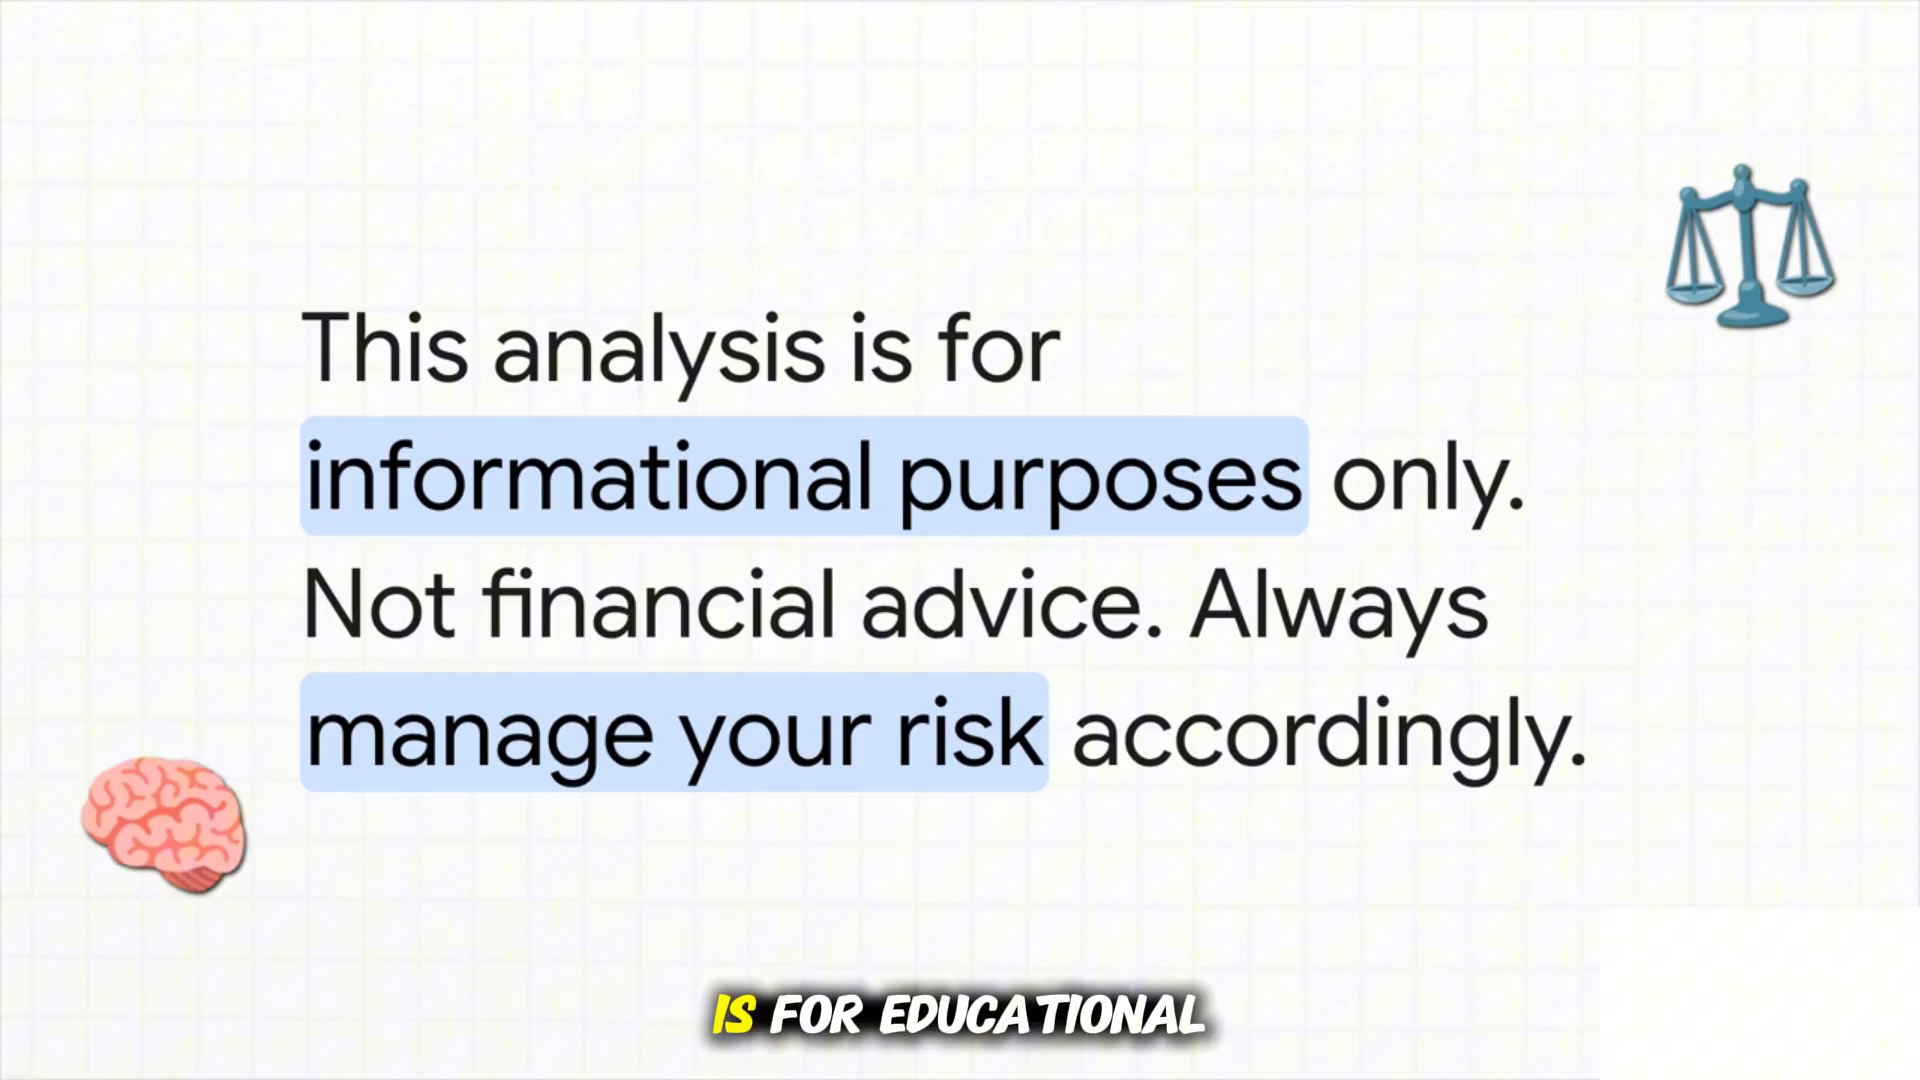 This analysis is for
informational purposes only.
Not financial advice. Always
manage your risk accordingly.
IS FOR EDUCATIONAL